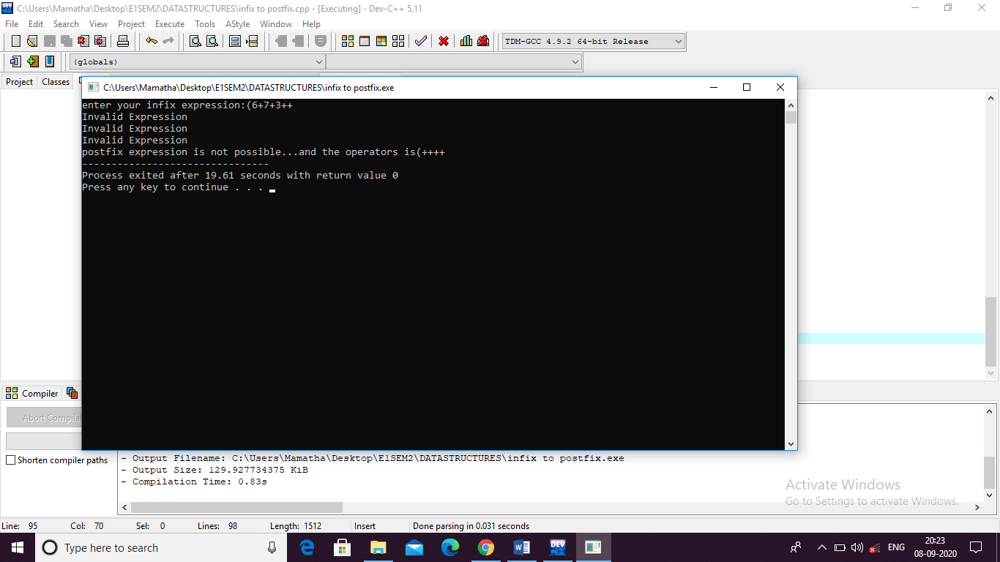 C:\Users\Mamatha\Desktop\E1SEM2\DATASTRUCTURES\infix to postfix.cpp - [Executing] - Dev-C++ 5.11
File Edit Search View Project Execute Tools AStyle Window Help
TDM-GCC 4.9.2 64-bit Release
(globals)
Project Classes
C:\Users\Mamatha\Desktop\E1SEM2\DATASTRUCTURES\infix to postfix.exe
enter your infix expression:(6+7+3++
Invalid Expression
Invalid Expression
Invalid Expression
postfix expression is not possible...and the operators is(++++
--------------------------------
Process exited after 19.61 seconds with return value 0
Press any key to continue . . .
Compiler
Abort Compilat
Shorten compiler paths
- Output Filename: C:\Users\Mamatha\Desktop\E1SEM2\DATASTRUCTURES\infix to postfix.exe
- Output Size: 129.927734375 KiB
- Compilation Time: 0.83s
Activate Windows
Go to Settings to activate Windows.
Line: 95 Col: 70 Sel: 0 Lines: 98 Length: 1512 Insert Done parsing in 0.031 seconds
Type here to search
DEV
ENG
20:23
08-09-2020